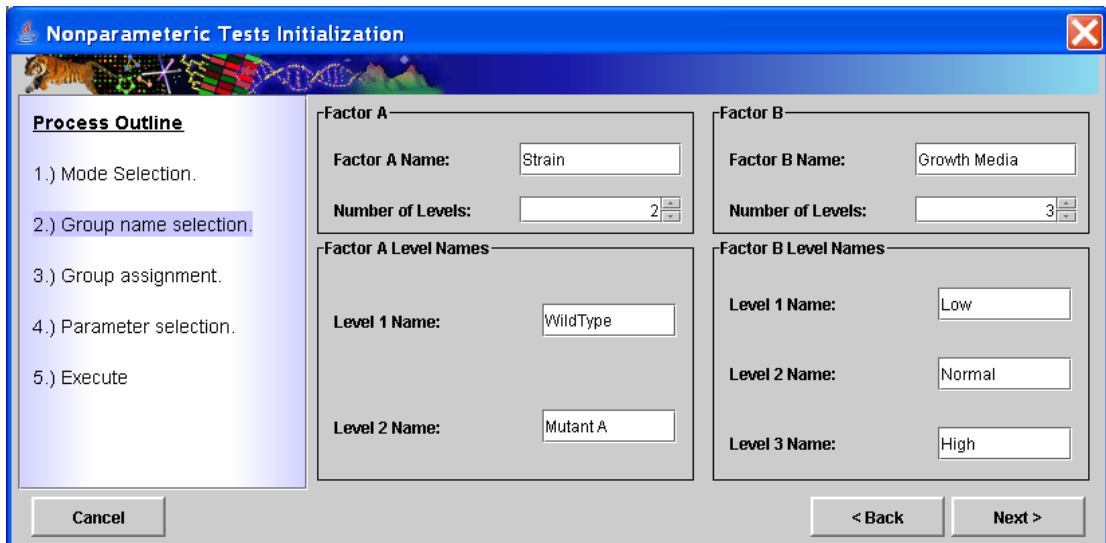 Nonparameteric Tests Initialization
Process Outline
1.) Mode Selection.
2.) Group name selection.
3.) Group assignment.
4.) Parameter selection.
5.) Execute
Factor A
Factor A Name: Strain
Number of Levels: 2
Factor A Level Names
Level 1 Name: WildType
Level 2 Name: Mutant A
Factor B
Factor B Name: Growth Media
Number of Levels: 3
Factor B Level Names
Level 1 Name: Low
Level 2 Name: Normal
Level 3 Name: High
Cancel
< Back
Next >